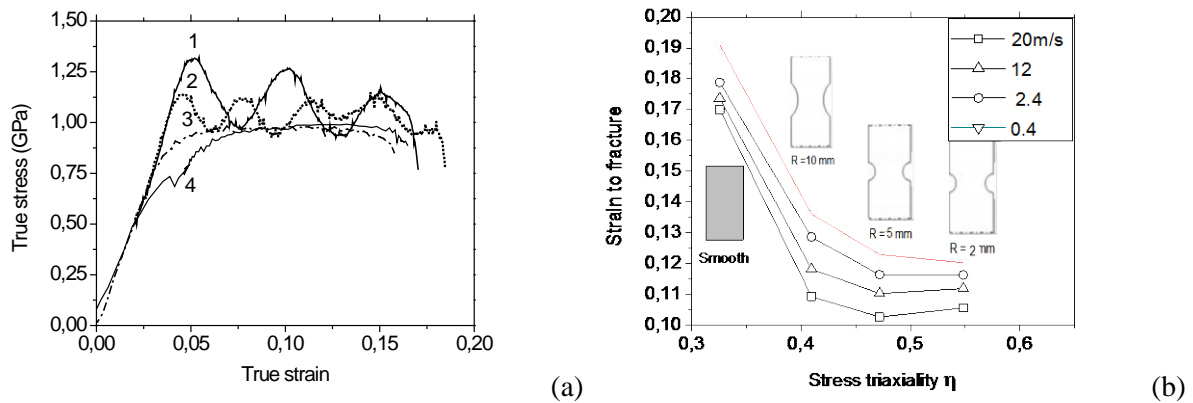 1,50
1,25
1,00
0,75
0,50
0,25
0,00
True stress (GPa)
1
2
3
4
0,00 0,05 0,10 0,15 0,20
True strain
(a)
0,20
0,19
0,18
0,17
0,16
0,15
0,14
0,13
0,12
0,11
0,10
Strain to fracture
20m/s
12
2.4
0.4
R =10 mm
R = 5 mm
R = 2 mm
Smooth
0,3 0,4 0,5 0,6
Stress triaxiality η
(b)